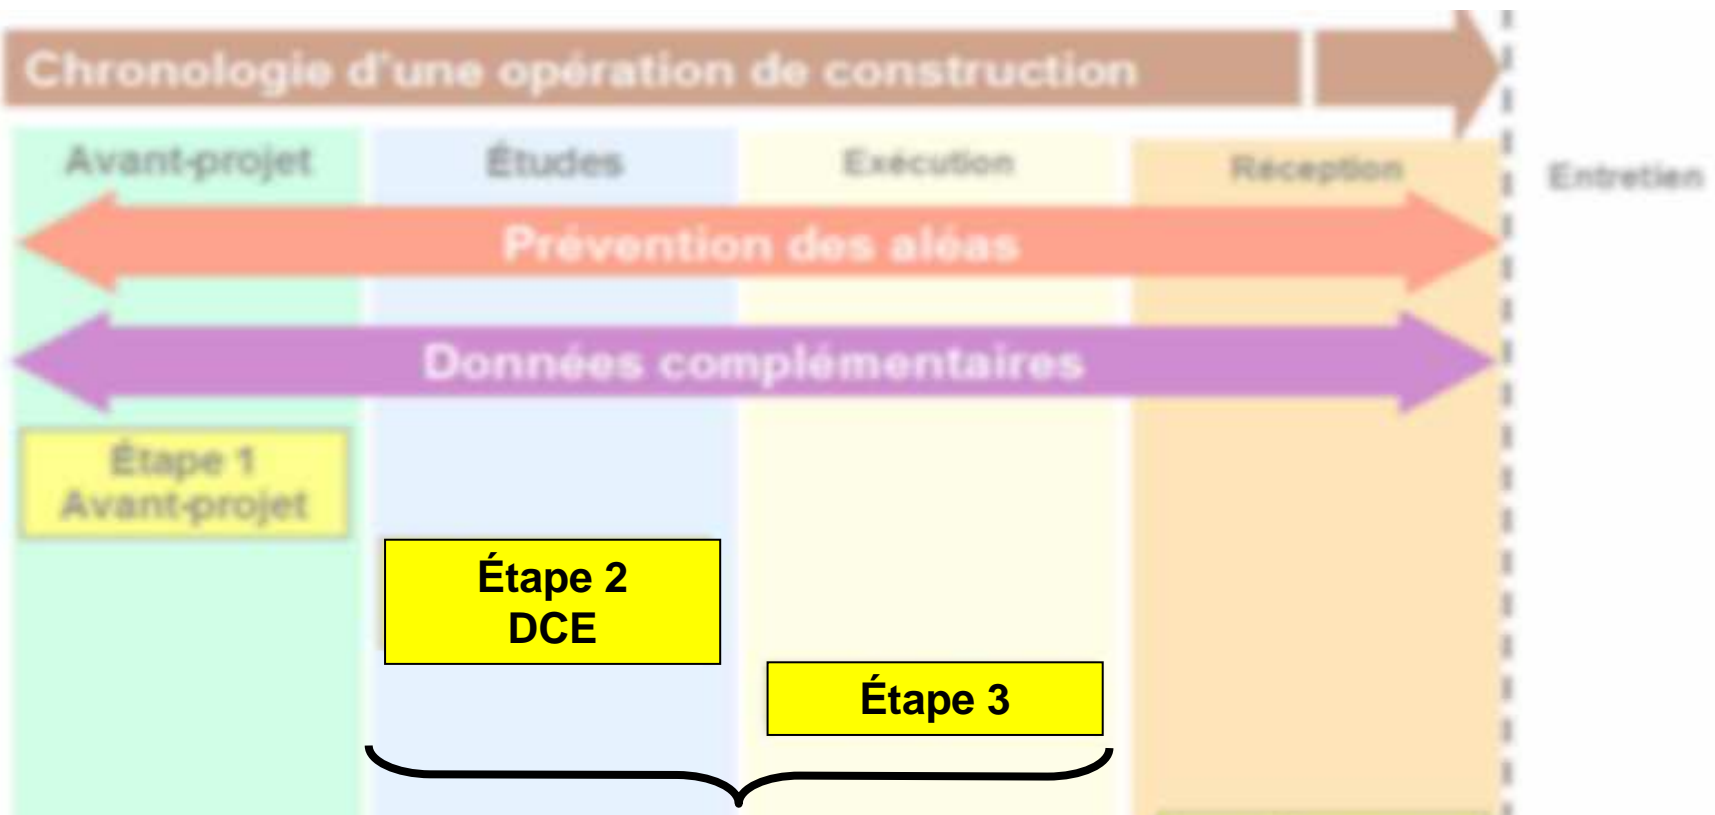 Chronologie d'une opération de construction
Avant-projet
Études
Exécution
Réception
Entretien
Prévention des aléas
Données complémentaires
Étape 1
Avant-projet
Étape 2
DCE
Étape 3